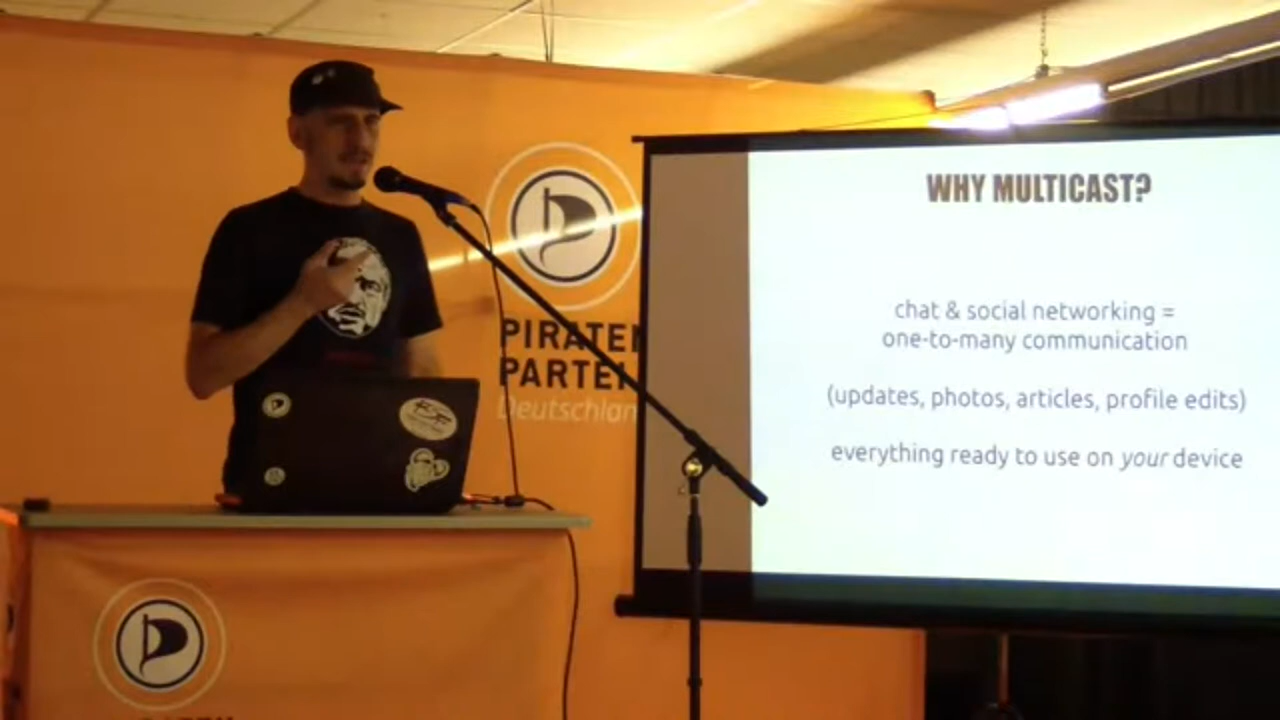 WHY MULTICAST?
chat & social networking =
one-to-many communication
(updates, photos, articles, profile edits)
everything ready to use on your device
PIRATEN
PARTEI
Deutschlan